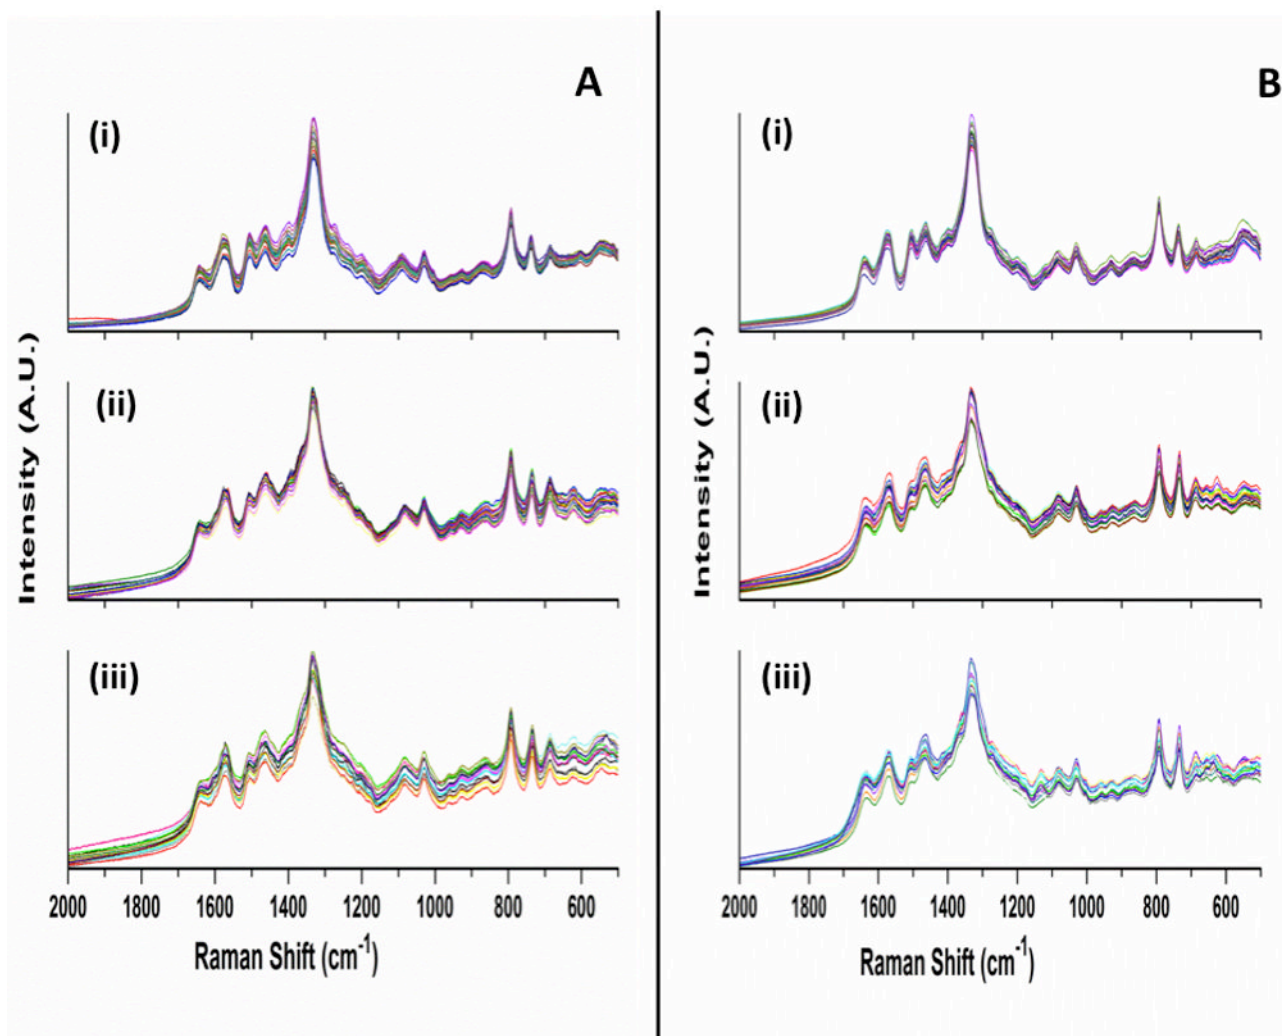 A
(i)
(ii)
(iii)
Intensity (A.U.)
2000 1800 1600 1400 1200 1000 800 600
Raman Shift (cm⁻¹)
B
(i)
(ii)
(iii)
Intensity (A.U.)
2000 1800 1600 1400 1200 1000 800 600
Raman Shift (cm⁻¹)